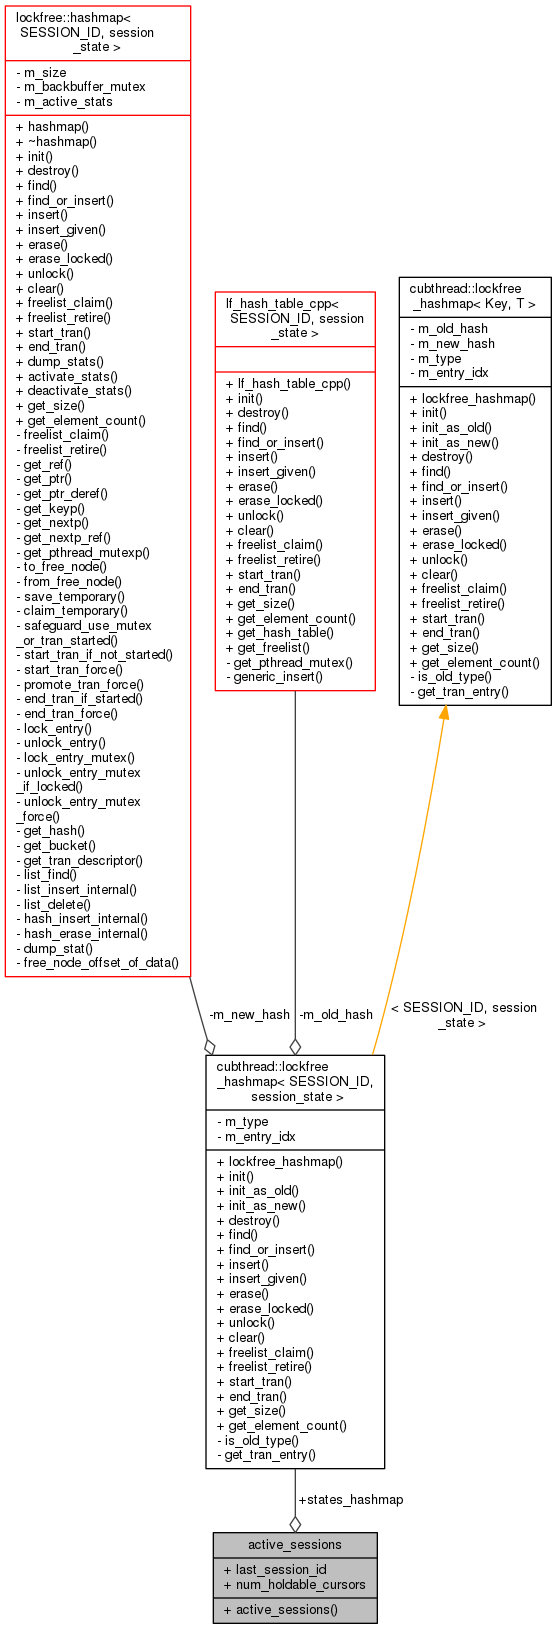 lockfree::hashmap<
SESSION_ID, session
_state >
- m_size
- m_backbuffer_mutex
- m_active_stats
+ hashmap()
+ ~hashmap()
+ init()
+ destroy()
+ find()
+ find_or_insert()
+ insert()
+ insert_given()
+ erase()
+ erase_locked()
+ unlock()
+ clear()
+ freelist_claim()
+ freelist_retire()
+ start_tran()
+ end_tran()
+ dump_stats()
+ activate_stats()
+ deactivate_stats()
+ get_size()
+ get_element_count()
- freelist_claim()
- freelist_retire()
- get_ref()
- get_ptr()
- get_ptr_deref()
- get_keyp()
- get_nextp()
- get_nextp_ref()
- get_pthread_mutexp()
- to_free_node()
- from_free_node()
- save_temporary()
- claim_temporary()
- safeguard_use_mutex
_or_tran_started()
- start_tran_if_not_started()
- start_tran_force()
- promote_tran_force()
- end_tran_if_started()
- end_tran_force()
- lock_entry()
- unlock_entry()
- lock_entry_mutex()
- unlock_entry_mutex
_if_locked()
- unlock_entry_mutex
_force()
- get_hash()
- get_bucket()
- get_tran_descriptor()
- list_find()
- list_insert_internal()
- list_delete()
- hash_insert_internal()
- hash_erase_internal()
- dump_stat()
- free_node_offset_of_data()
lf_hash_table_cpp<
SESSION_ID, session
_state >
+ lf_hash_table_cpp()
+ init()
+ destroy()
+ find()
+ find_or_insert()
+ insert()
+ insert_given()
+ erase()
+ erase_locked()
+ unlock()
+ clear()
+ freelist_claim()
+ freelist_retire()
+ start_tran()
+ end_tran()
+ get_size()
+ get_element_count()
+ get_hash_table()
+ get_freelist()
- get_pthread_mutex()
- generic_insert()
cubthread::lockfree
_hashmap< Key, T >
- m_old_hash
- m_new_hash
- m_type
- m_entry_idx
+ lockfree_hashmap()
+ init()
+ init_as_old()
+ init_as_new()
+ destroy()
+ find()
+ find_or_insert()
+ insert()
+ insert_given()
+ erase()
+ erase_locked()
+ unlock()
+ clear()
+ freelist_claim()
+ freelist_retire()
+ start_tran()
+ end_tran()
+ get_size()
+ get_element_count()
- is_old_type()
- get_tran_entry()
-m_new_hash
-m_old_hash
< SESSION_ID, session
_state >
cubthread::lockfree
_hashmap< SESSION_ID,
session_state >
- m_type
- m_entry_idx
+ lockfree_hashmap()
+ init()
+ init_as_old()
+ init_as_new()
+ destroy()
+ find()
+ find_or_insert()
+ insert()
+ insert_given()
+ erase()
+ erase_locked()
+ unlock()
+ clear()
+ freelist_claim()
+ freelist_retire()
+ start_tran()
+ end_tran()
+ get_size()
+ get_element_count()
- is_old_type()
- get_tran_entry()
+states_hashmap
active_sessions
+ last_session_id
+ num_holdable_cursors
+ active_sessions()